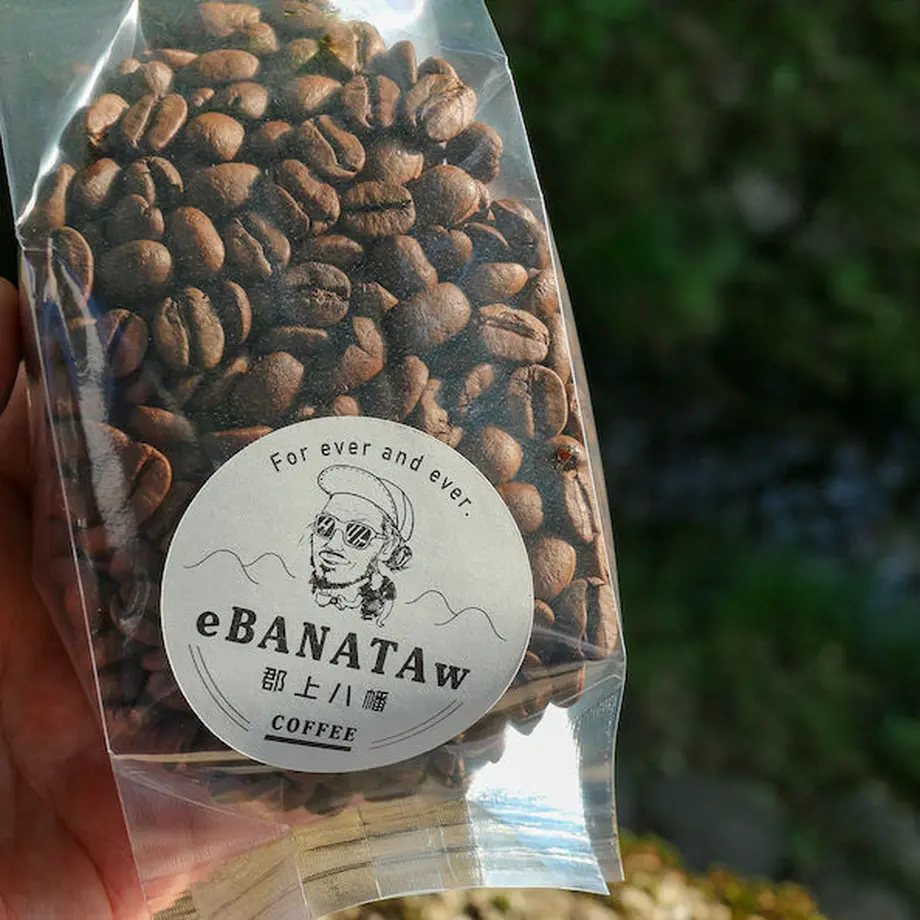 For ever and ever.
eBANATAw
郡上八幡
COFFEE